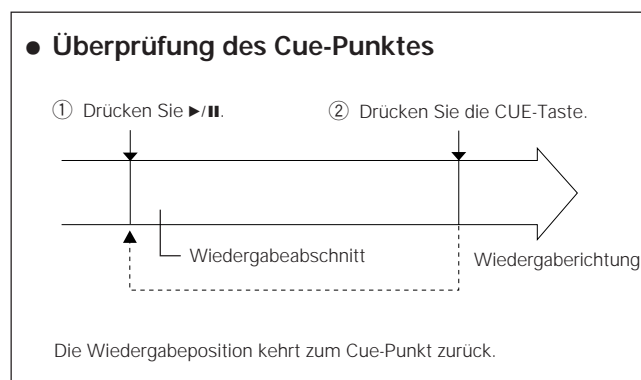 ● Überprüfung des Cue-Punktes
① Drücken Sie ►/II.
② Drücken Sie die CUE-Taste.
Wiedergabeabschnitt
Wiedergaberichtung
Die Wiedergabeposition kehrt zum Cue-Punkt zurück.